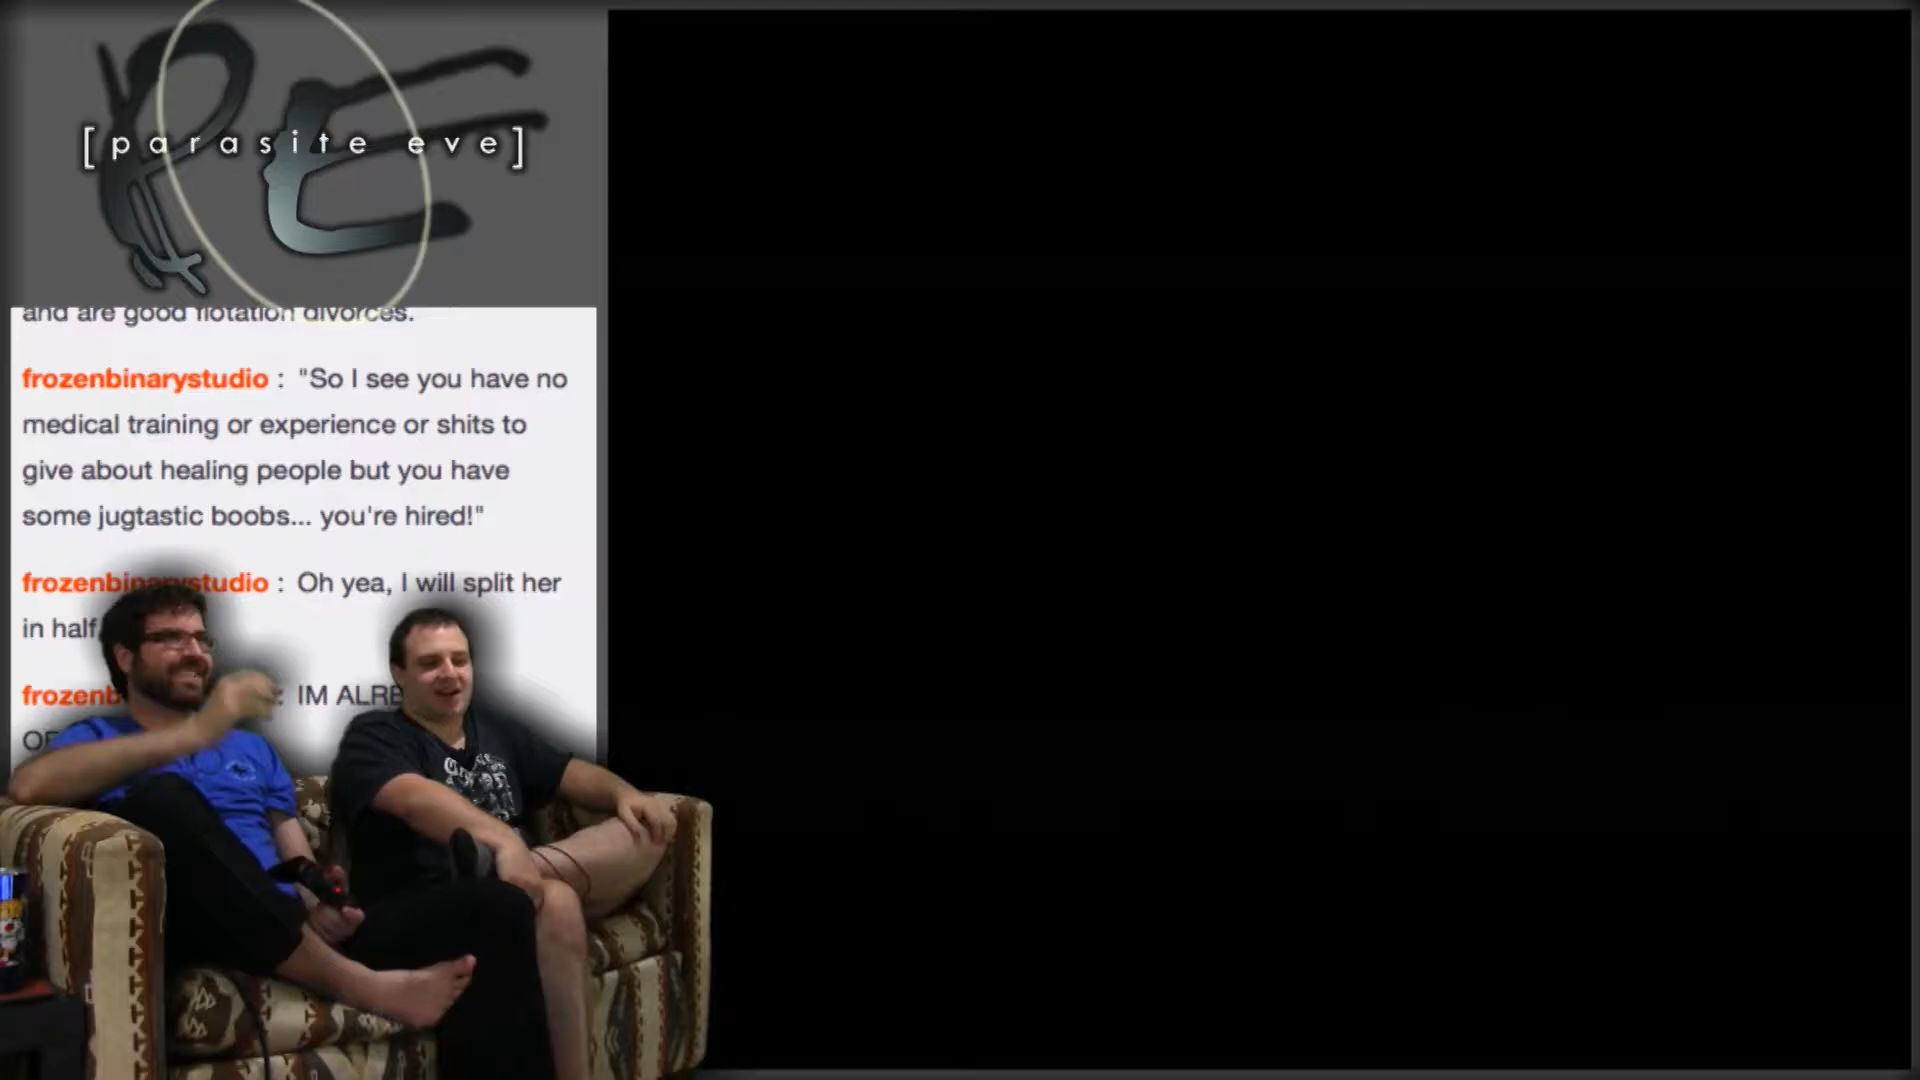 [parasite eve]
and are good flotation divorces.
frozenbinarystudio : "So I see you have no
medical training or experience or shits to
give about healing people but you have
some jugtastic boobs... you're hired!"
frozenbinarystudio : Oh yea, I will split her
in half
: IM